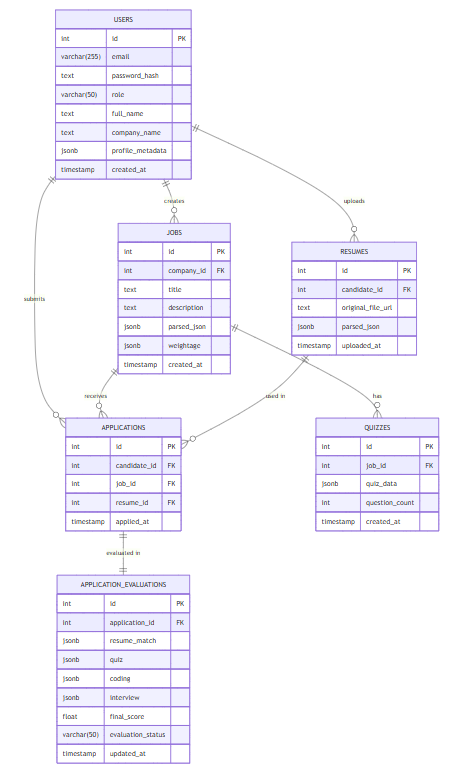 USERS
int id PK
varchar(255) email
text password_hash
varchar(50) role
text full_name
text company_name
jsonb profile_metadata
timestamp created_at
creates
uploads
submits
JOBS
int id PK
int company_id FK
text title
text description
jsonb parsed_json
jsonb weightage
timestamp created_at
RESUMES
int id PK
int candidate_id FK
text original_file_url
jsonb parsed_json
timestamp uploaded_at
receives
used in
has
APPLICATIONS
int id PK
int candidate_id FK
int job_id FK
int resume_id FK
timestamp applied_at
QUIZZES
int id PK
int job_id FK
jsonb quiz_data
int question_count
timestamp created_at
evaluated in
APPLICATION_EVALUATIONS
int id PK
int application_id FK
jsonb resume_match
jsonb quiz
jsonb coding
jsonb interview
float final_score
varchar(50) evaluation_status
timestamp updated_at